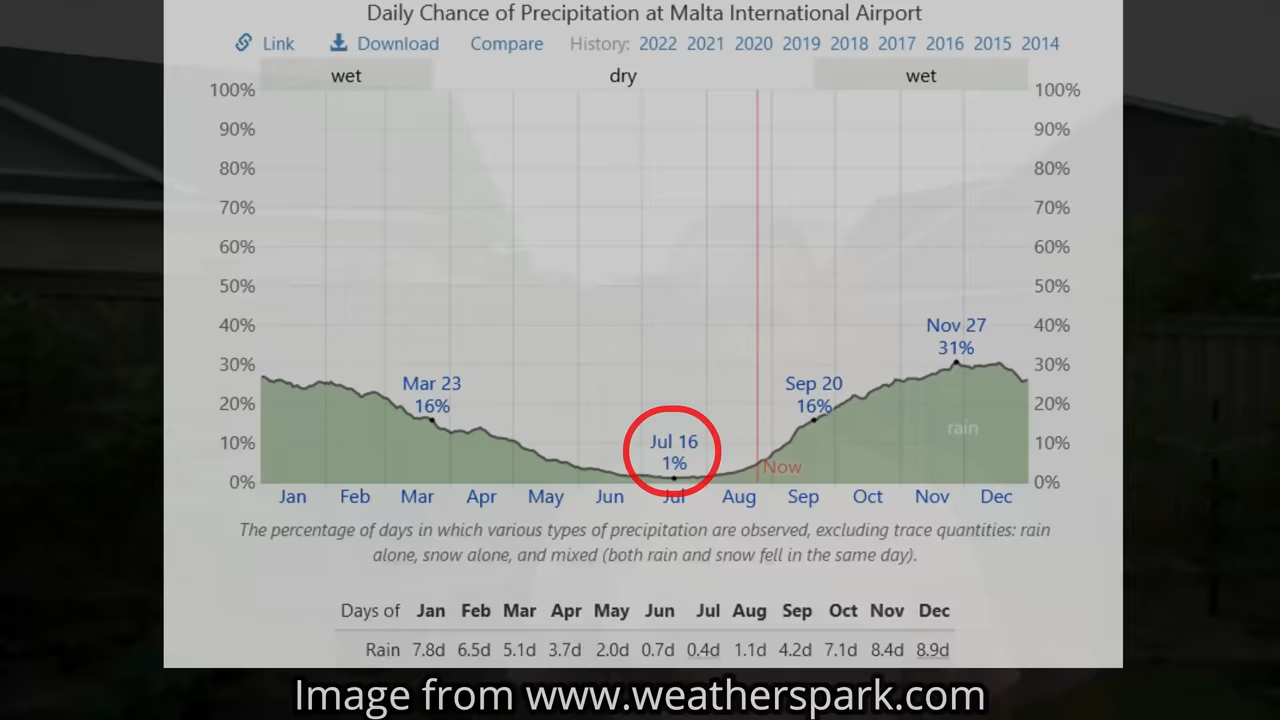 Daily Chance of Precipitation at Malta International Airport
Link Download Compare History: 2022 2021 2020 2019 2018 2017 2016 2015 2014
wet dry wet
100% 100%
90% 90%
80% 80%
70% 70%
60% 60%
50% 50%
40% Nov 27 40%
31%
30% 30%
Mar 23 Sep 20
20% 16% 16% 20%
rain
10% Jul 16 10%
1% Now
0% 0%
Jan Feb Mar Apr May Jun Jul Aug Sep Oct Nov Dec
The percentage of days in which various types of precipitation are observed, excluding trace quantities: rain
alone, snow alone, and mixed (both rain and snow fell in the same day).
Days of Jan Feb Mar Apr May Jun Jul Aug Sep Oct Nov Dec
Rain 7.8d 6.5d 5.1d 3.7d 2.0d 0.7d 0.4d 1.1d 4.2d 7.1d 8.4d 8.9d
Image from www.weatherspark.com